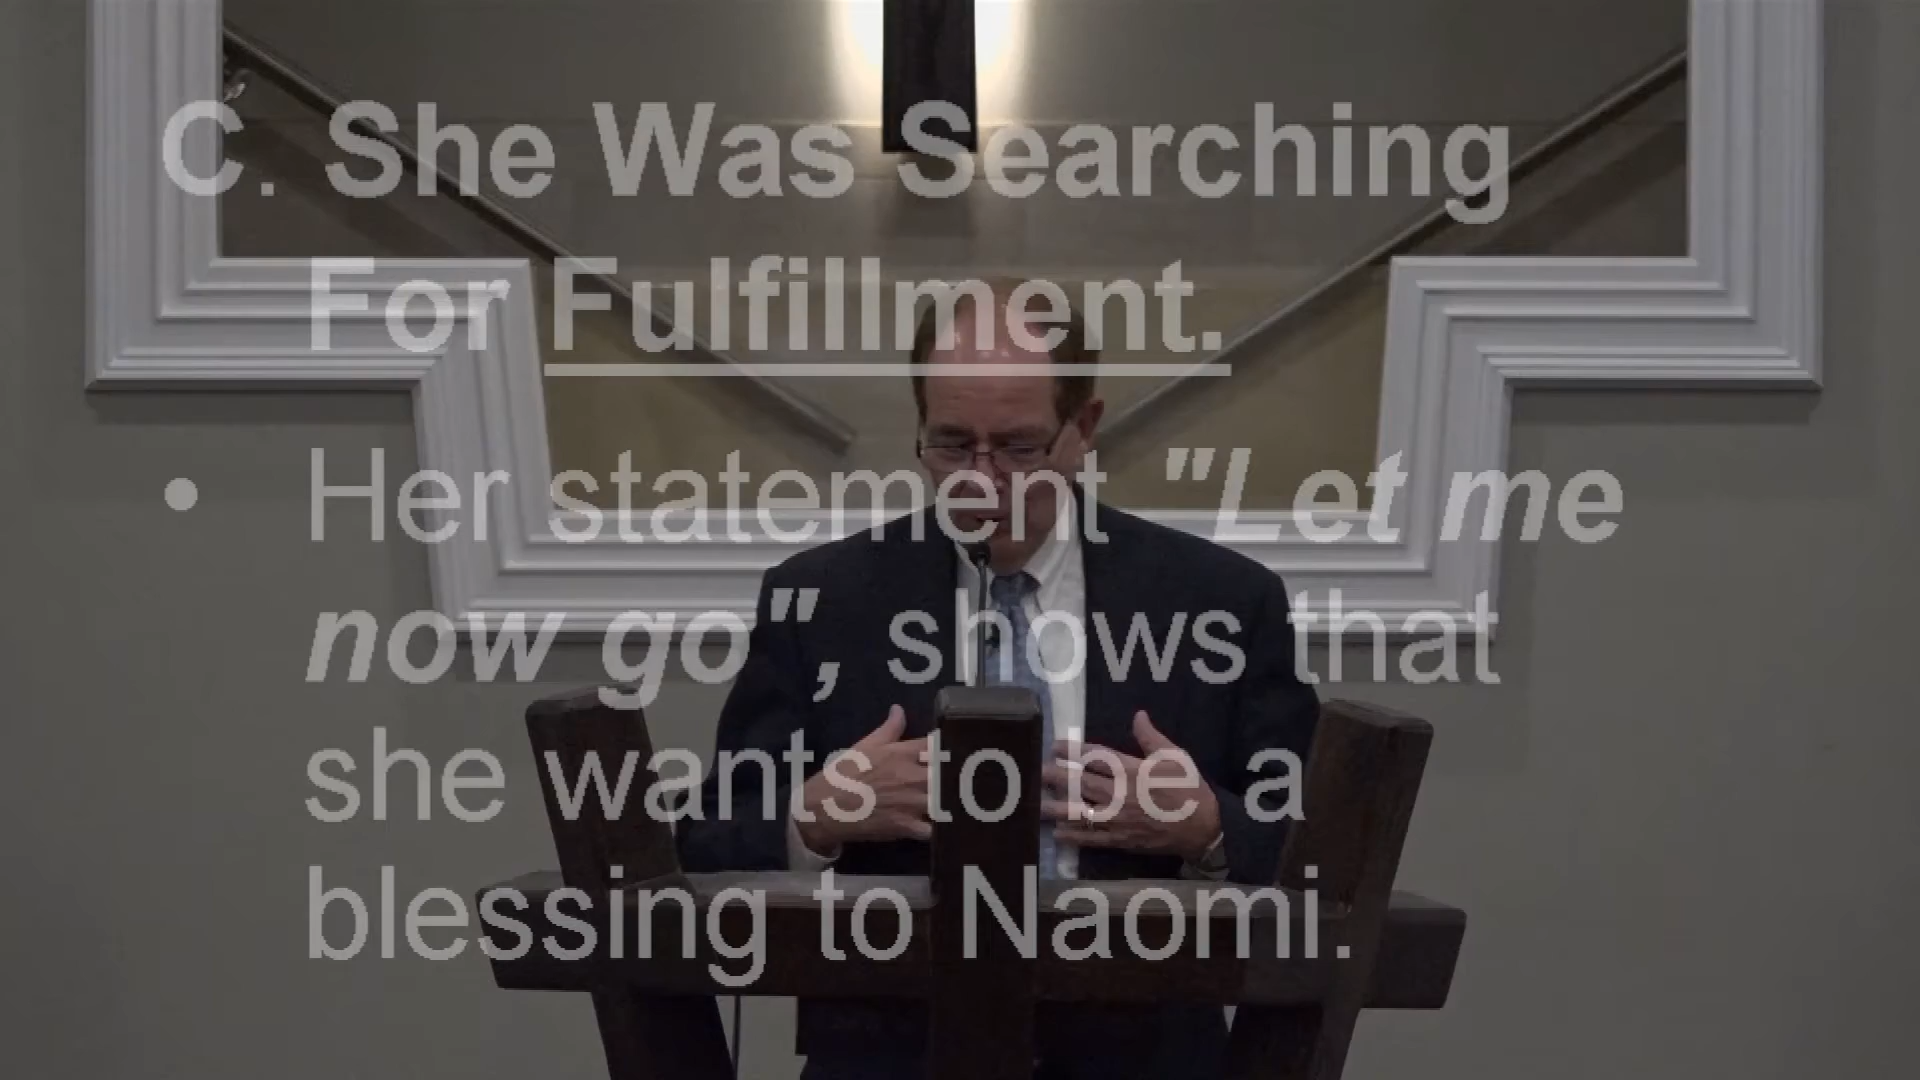 C. She Was Searching
For Fulfillment.
• Her statement "Let me
now go", shows that
she wants to be a
blessing to Naomi.